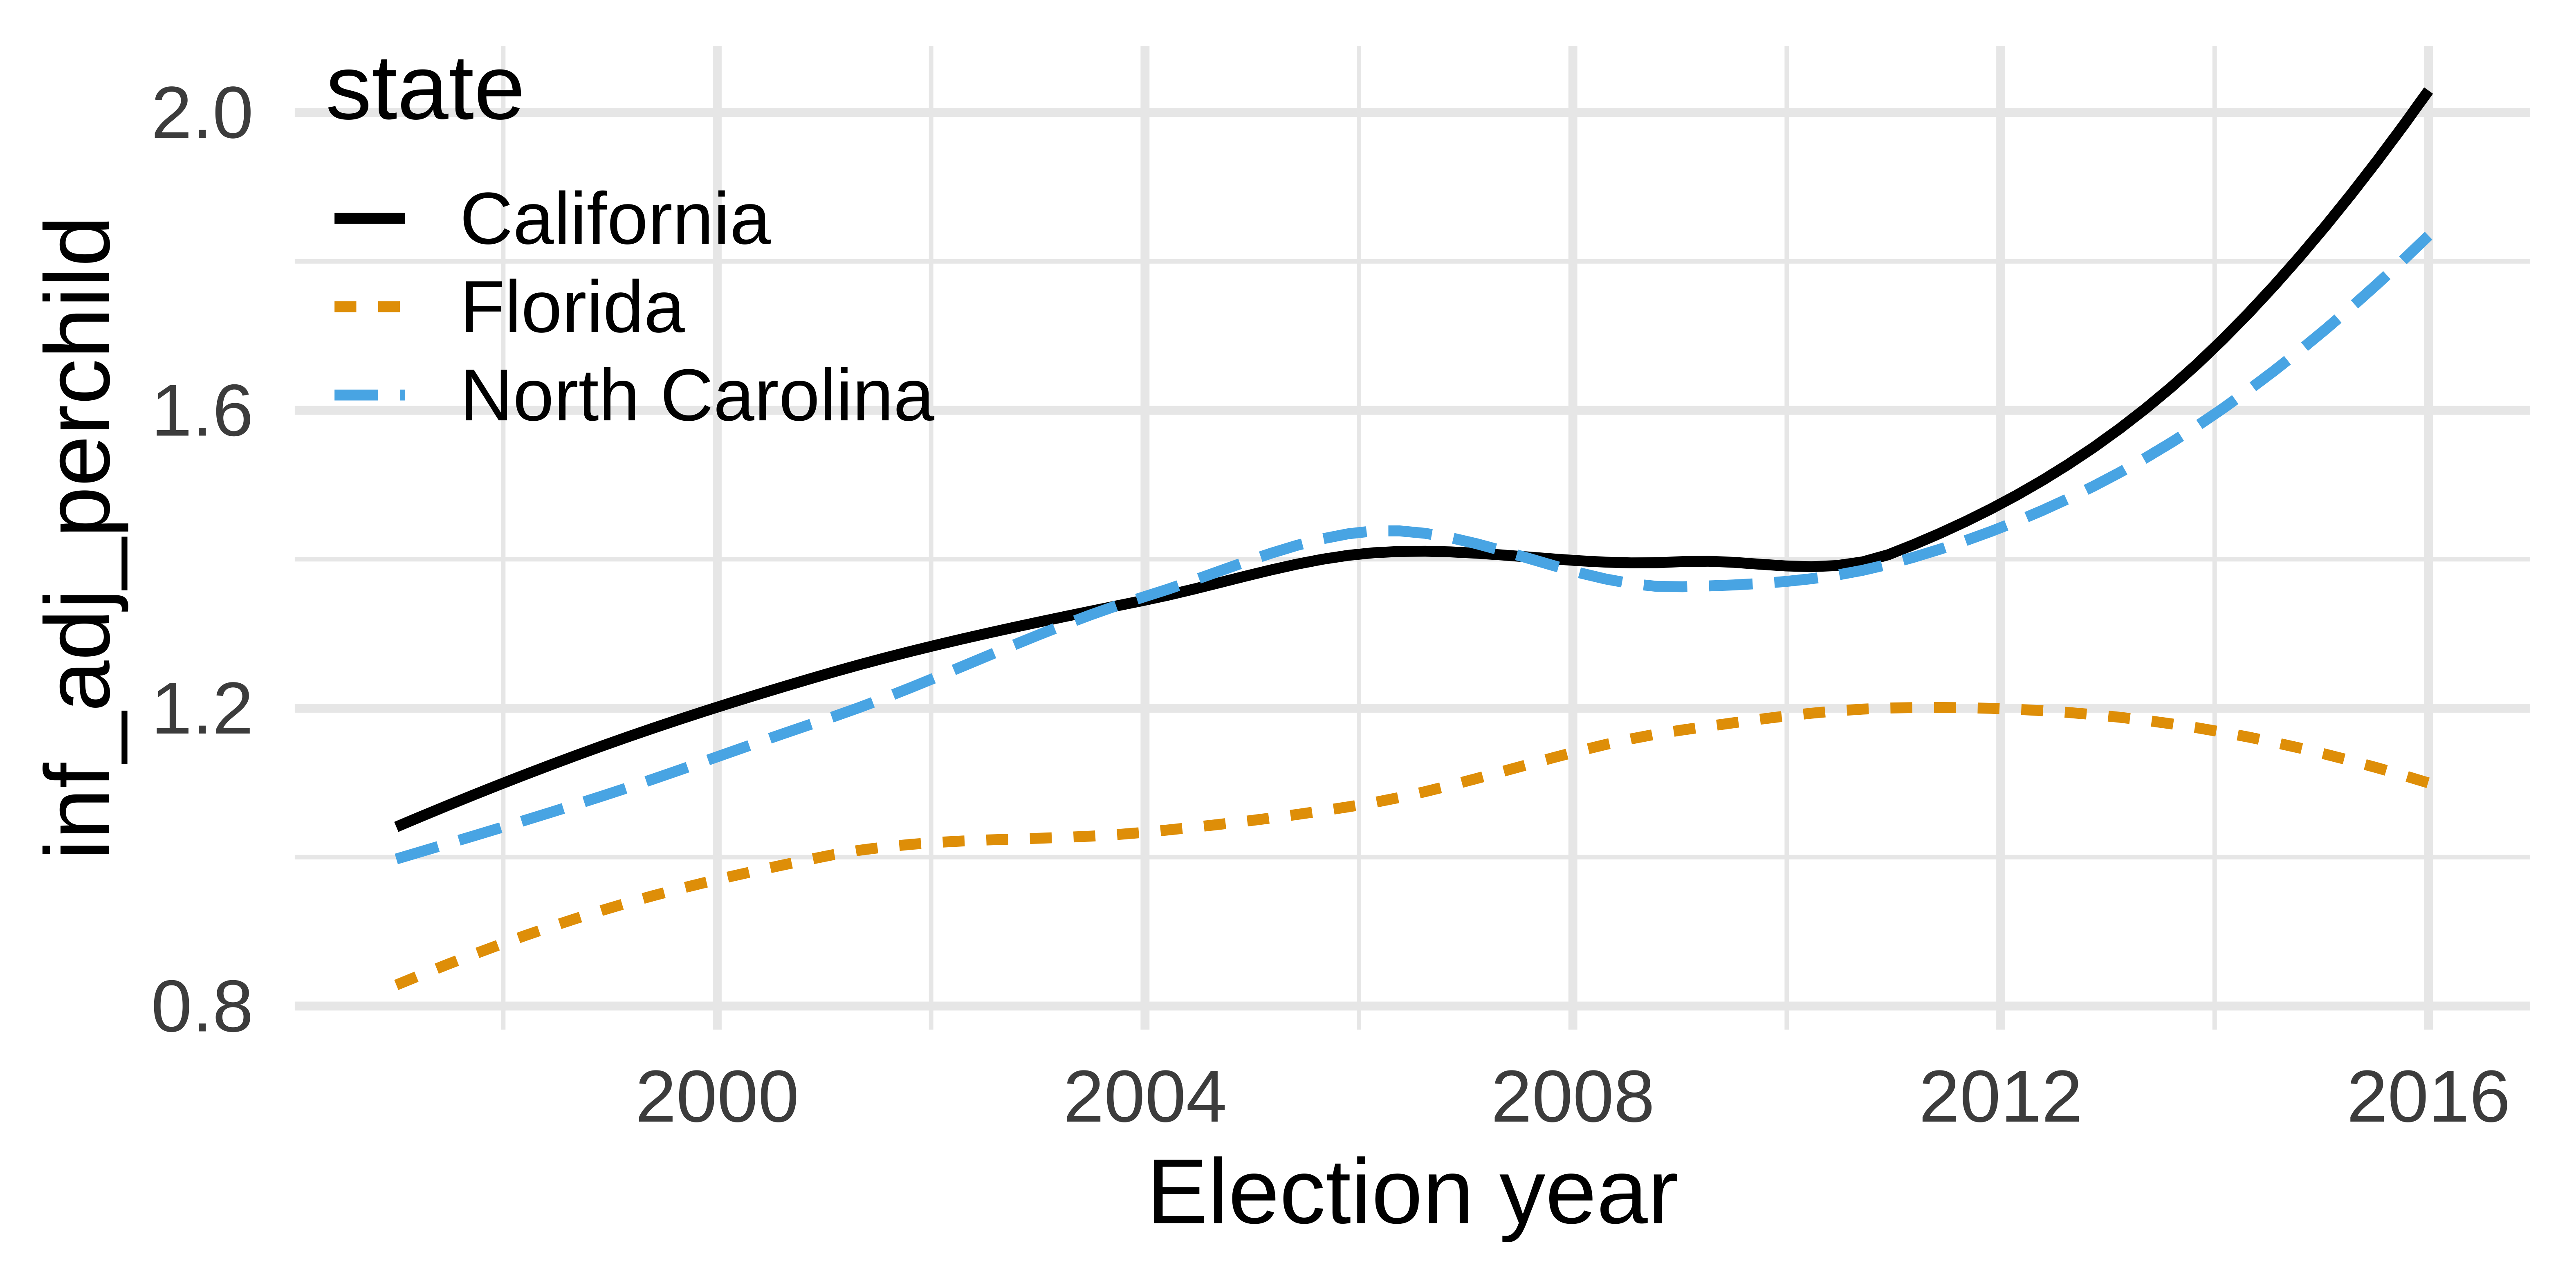 state
California
Florida
North Carolina
inf_adj_perchild
2.0
1.6
1.2
0.8
2000
2004
2008
2012
2016
Election year